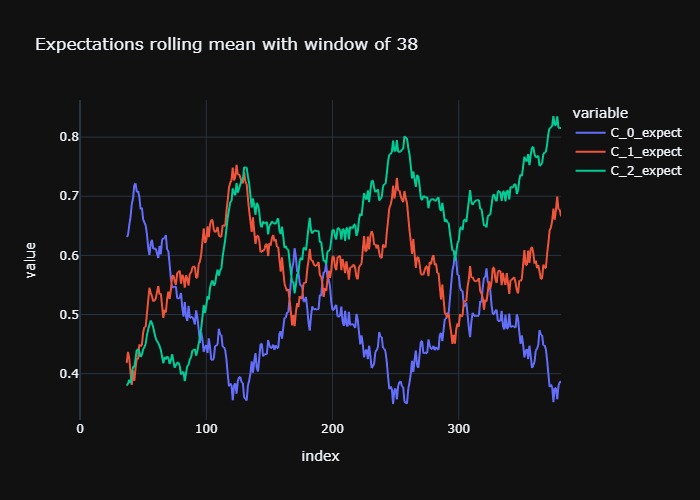 Expectations rolling mean with window of 38
variable
C_0_expect
C_1_expect
C_2_expect
value
0.8
0.7
0.6
0.5
0.4
0
100
200
300
index